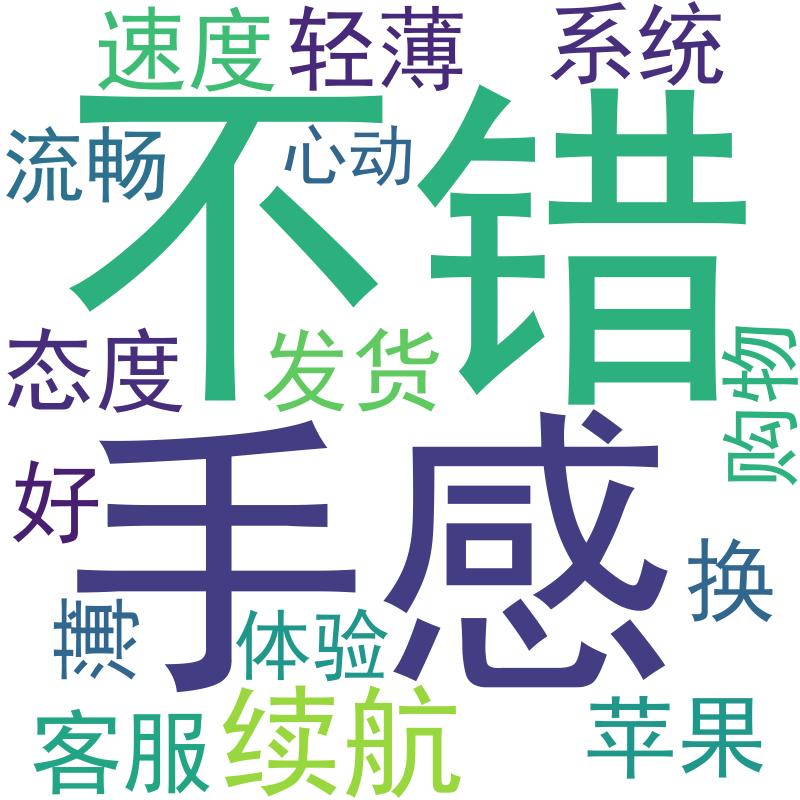 速度
轻薄
系统
不错
流畅
心动
态度
发货
购物
手感
好
换
薄
体验
客服
续航
苹果